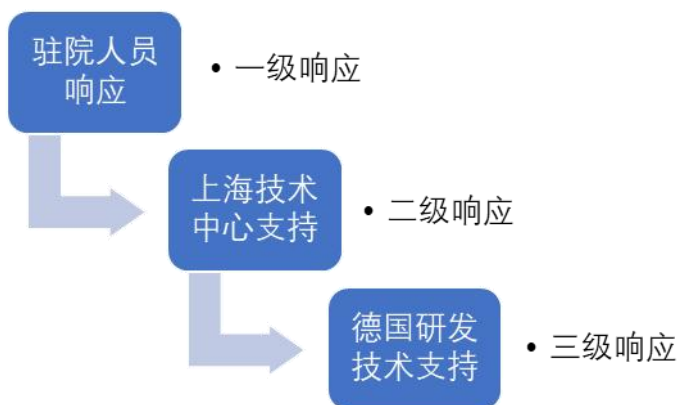 驻院人员
响应
• 一级响应
上海技术
中心支持
• 二级响应
德国研发
技术支持
• 三级响应